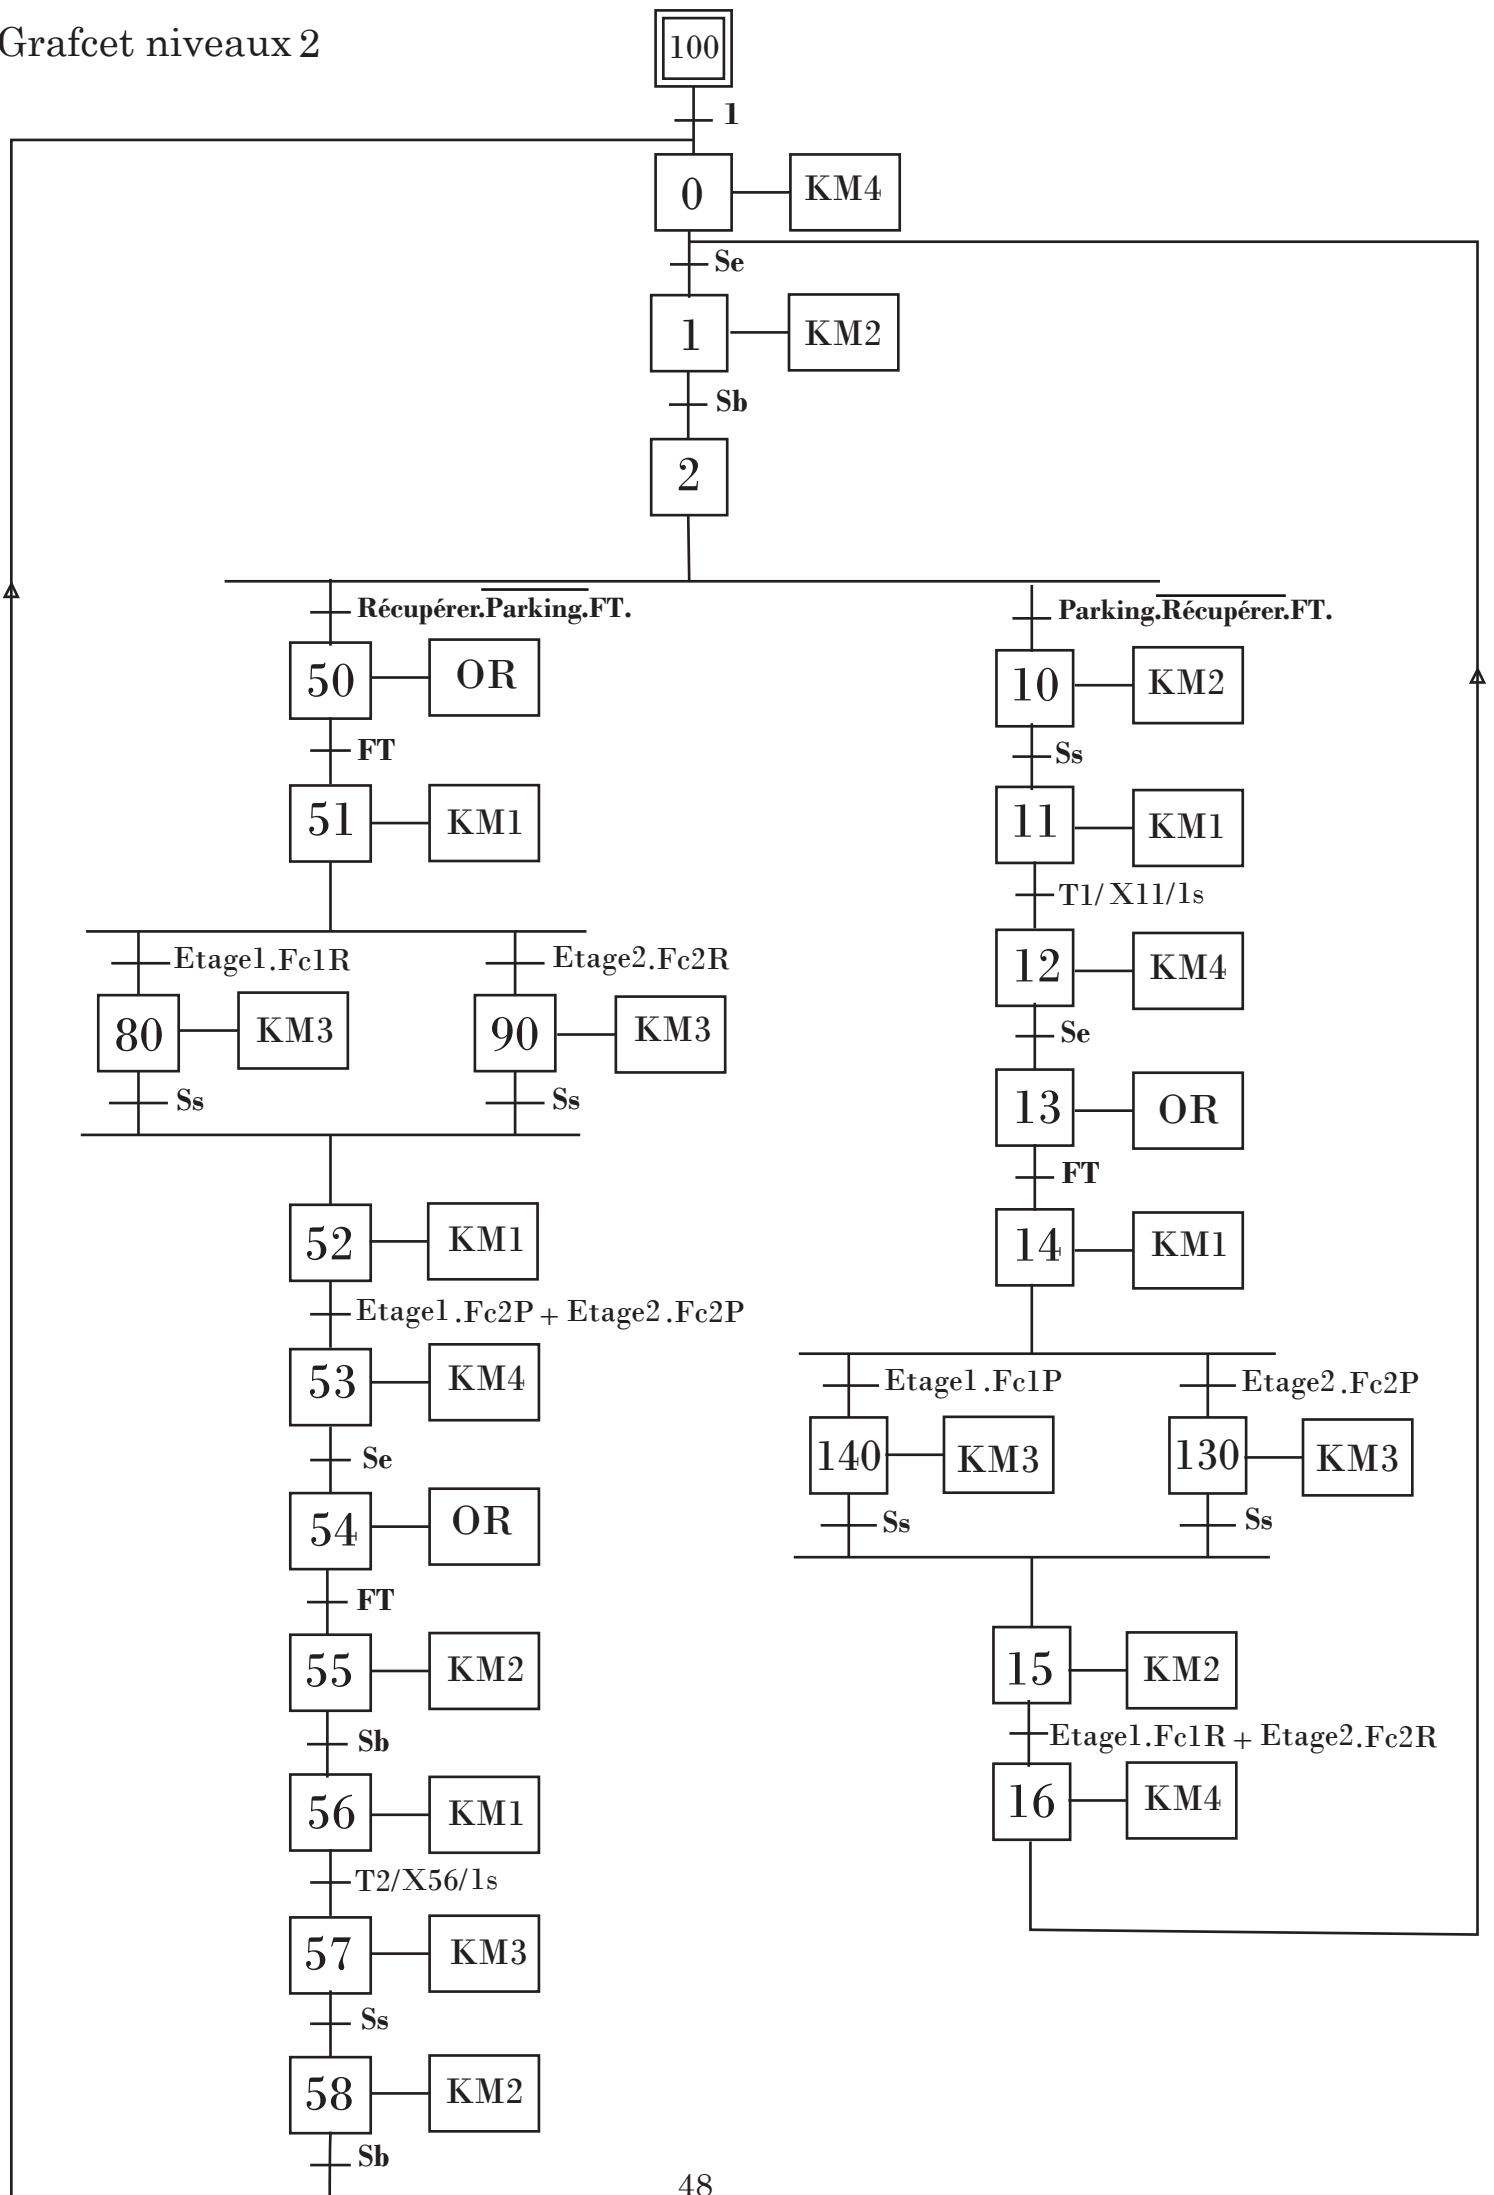 Grafcet niveaux 2
100
1
0 KM4
Se
1 KM2
Sb
2
Récupérer.Parking.FT.
50 OR
FT
51 KM1
Etage1.Fc1R Etage2.Fc2R
80 KM3 90 KM3
Ss Ss
52 KM1
Etage1.Fc2P + Etage2.Fc2P
53 KM4
Se
54 OR
FT
55 KM2
Sb
56 KM1
T2/X56/1s
57 KM3
Ss
58 KM2
Sb
Parking.Récupérer.FT.
10 KM2
Ss
11 KM1
T1/X11/1s
12 KM4
Se
13 OR
FT
14 KM1
Etage1.Fc1P Etage2.Fc2P
140 KM3 130 KM3
Ss Ss
15 KM2
Etage1.Fc1R + Etage2.Fc2R
16 KM4
48